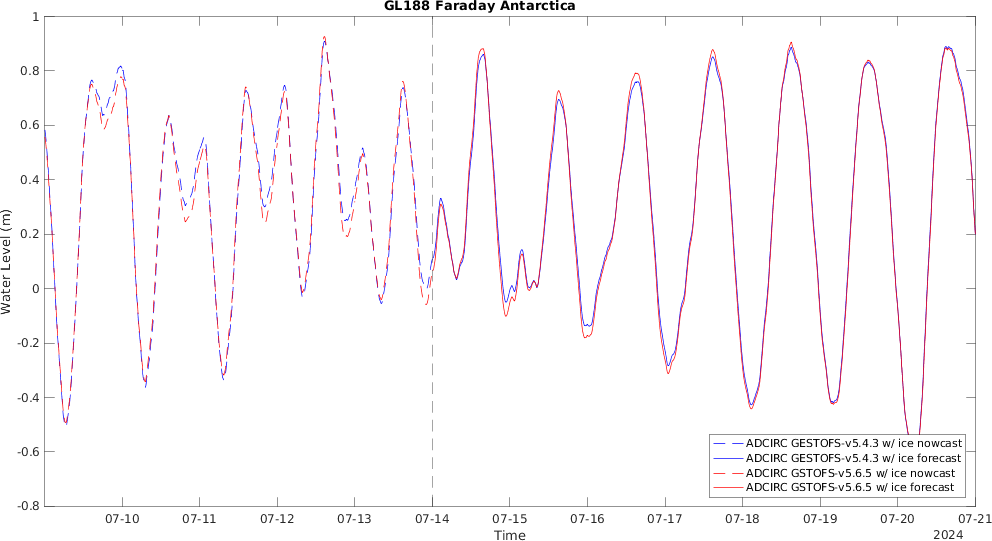 GL188 Faraday Antarctica
Water Level (m)
1
0.8
0.6
0.4
0.2
0
-0.2
-0.4
-0.6
-0.8
ADCIRC GESTOFS-v5.4.3 w/ ice nowcast
ADCIRC GESTOFS-v5.4.3 w/ ice forecast
ADCIRC GSTOFS-v5.6.5 w/ ice nowcast
ADCIRC GSTOFS-v5.6.5 w/ ice forecast
07-10 07-11 07-12 07-13 07-14 07-15 07-16 07-17 07-18 07-19 07-20 07-21
Time
2024